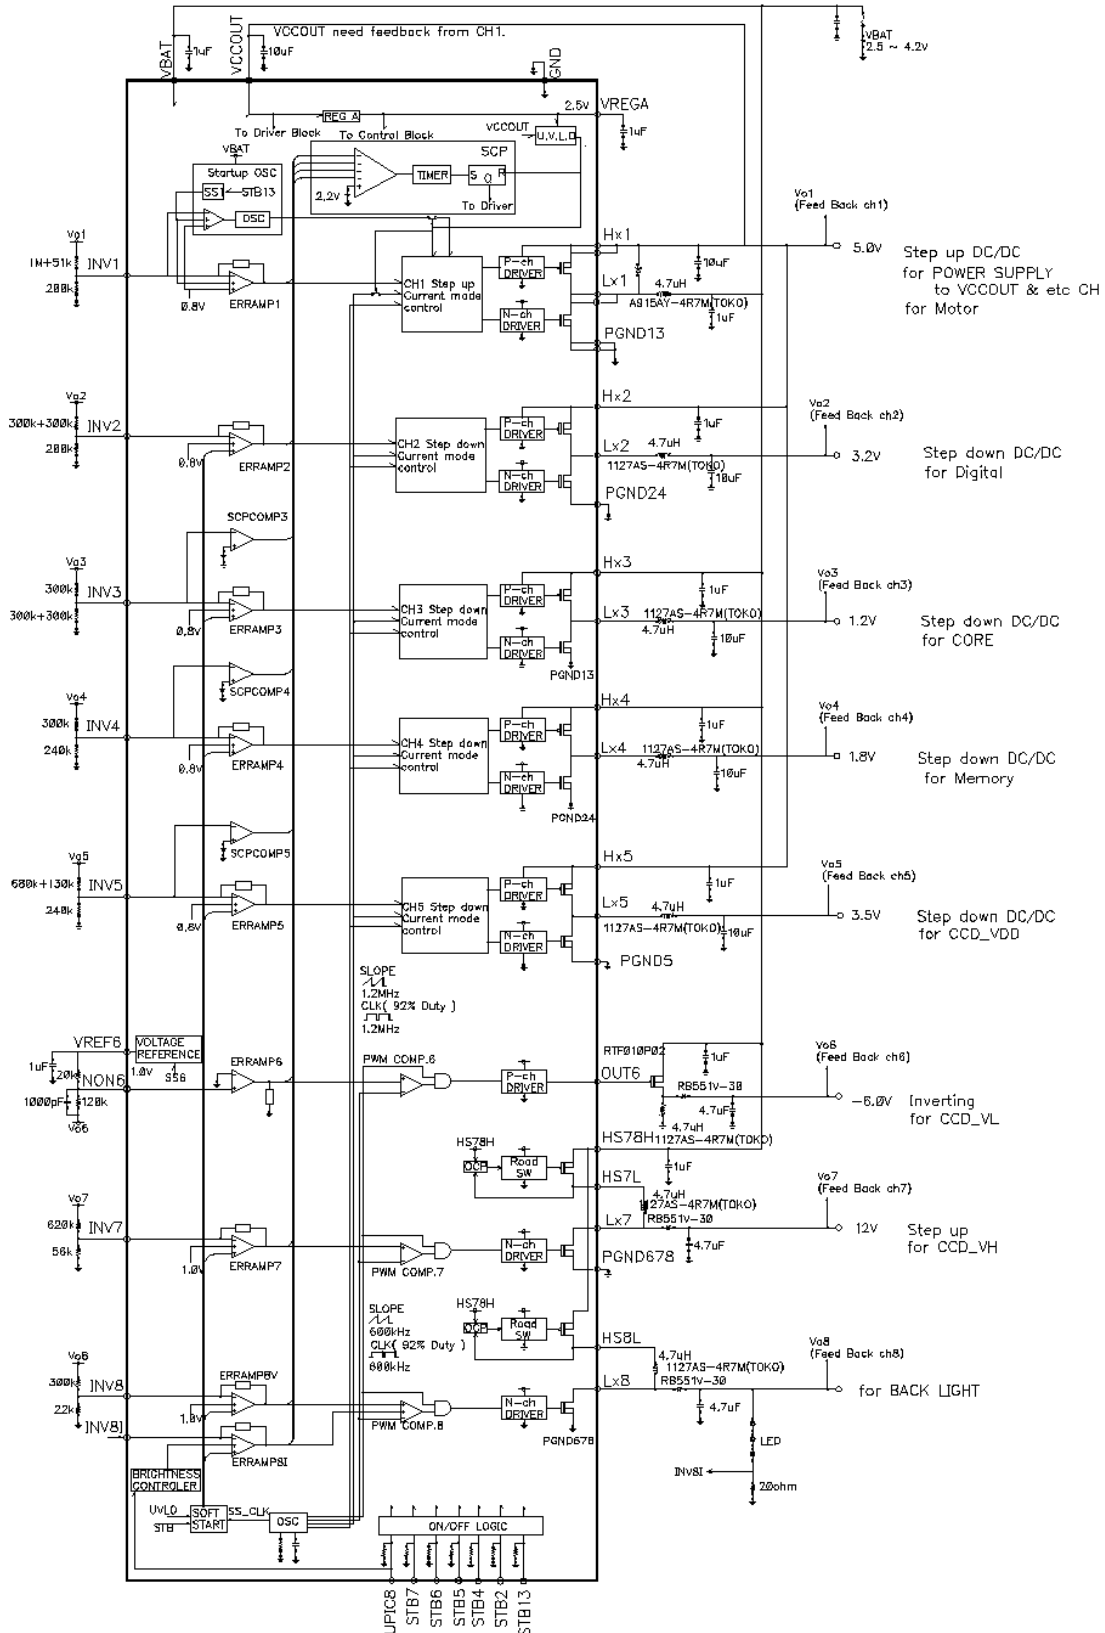 VBAT
1uF
VCCOUT
10uF
VCCOUT need feedback from CH1.
GND
VBAT
2.5 ~ 4.2V
REG A
2.5V
VREGA
1uF
To Driver Block
To Control Block
VCCOUT
U.V.L.O
SCP
VBAT
Startup OSC
SS1
STB13
OSC
2.2V
TIMER
S Q R
To Driver
Vo1
(Feed Back ch1)
Vo1
1M+51k
INV1
200k
0.8V
ERRAMP1
CH1 Step up
Current mode
control
P-ch
DRIVER
N-ch
DRIVER
Hx1
10uF
5.0V
Lx1
4.7uH
A915AY-4R7M(TOKO)
1uF
PGND13
Step up DC/DC
for POWER SUPPLY
to VCCOUT & etc CH
for Motor
Vo2
300k+300k
INV2
200k
0.8V
ERRAMP2
CH2 Step down
Current mode
control
P-ch
DRIVER
N-ch
DRIVER
Hx2
1uF
Lx2
4.7uH
1127AS-4R7M(TOKO)
10uF
PGND24
Vo2
(Feed Back ch2)
3.2V
Step down DC/DC
for Digital
SCPCOMP3
Vo3
300k
INV3
300k+300k
0.8V
ERRAMP3
CH3 Step down
Current mode
control
P-ch
DRIVER
N-ch
DRIVER
PGND13
Hx3
1uF
Lx3
1127AS-4R7M(TOKO)
4.7uH
10uF
Vo3
(Feed Back ch3)
1.2V
Step down DC/DC
for CORE
SCPCOMP4
Vo4
300k
INV4
240k
0.8V
ERRAMP4
CH4 Step down
Current mode
control
P-ch
DRIVER
N-ch
DRIVER
PGND24
Hx4
1uF
Lx4
1127AS-4R7M(TOKO)
4.7uH
10uF
Vo4
(Feed Back ch4)
1.8V
Step down DC/DC
for Memory
SCPCOMP5
Vo5
680k+130k
INV5
240k
0.8V
ERRAMP5
CH5 Step down
Current mode
control
P-ch
DRIVER
N-ch
DRIVER
Hx5
1uF
Lx5
4.7uH
1127AS-4R7M(TOKO)
10uF
PGND5
Vo5
(Feed Back ch5)
3.5V
Step down DC/DC
for CCD_VDD
SLOPE
1.2MHz
CLK( 92% Duty )
1.2MHz
VREF6
VOLTAGE
REFERENCE
1.0V
SS6
1uF
20k
NON6
1000pF
120k
Vo6
ERRAMP6
PWM COMP.6
P-ch
DRIVER
OUT6
RTF010P02
1uF
RB551V-30
4.7uF
4.7uH
1127AS-4R7M(TOKO)
Vo6
(Feed Back ch6)
-6.0V
Inverting
for CCD_VL
HS78H
OCP
Road
SW
HS78H
1uF
HS7L
4.7uH
1127AS-4R7M(TOKO)
RB551V-30
4.7uF
Vo7
620k
INV7
56k
1.0V
ERRAMP7
PWM COMP.7
N-ch
DRIVER
Lx7
PGND678
Vo7
(Feed Back ch7)
12V
Step up
for CCD_VH
SLOPE
600kHz
CLK( 92% Duty )
600kHz
HS78H
OCP
Road
SW
HS8L
4.7uH
1127AS-4R7M(TOKO)
RB551V-30
4.7uF
300k
INV8
22k
1.0V
ERRAMP8V
INV8I
ERRAMP8I
PWM COMP.8
N-ch
DRIVER
Lx8
PGND678
Vo8
(Feed Back ch8)
for BACK LIGHT
LED
INV8I
20ohm
BRIGHTNESS
CONTROLER
UVLO
STB
SOFT
START
SS_CLK
OSC
ON/OFF LOGIC
UPIC8
STB7
STB6
STB5
STB4
STB2
STB13